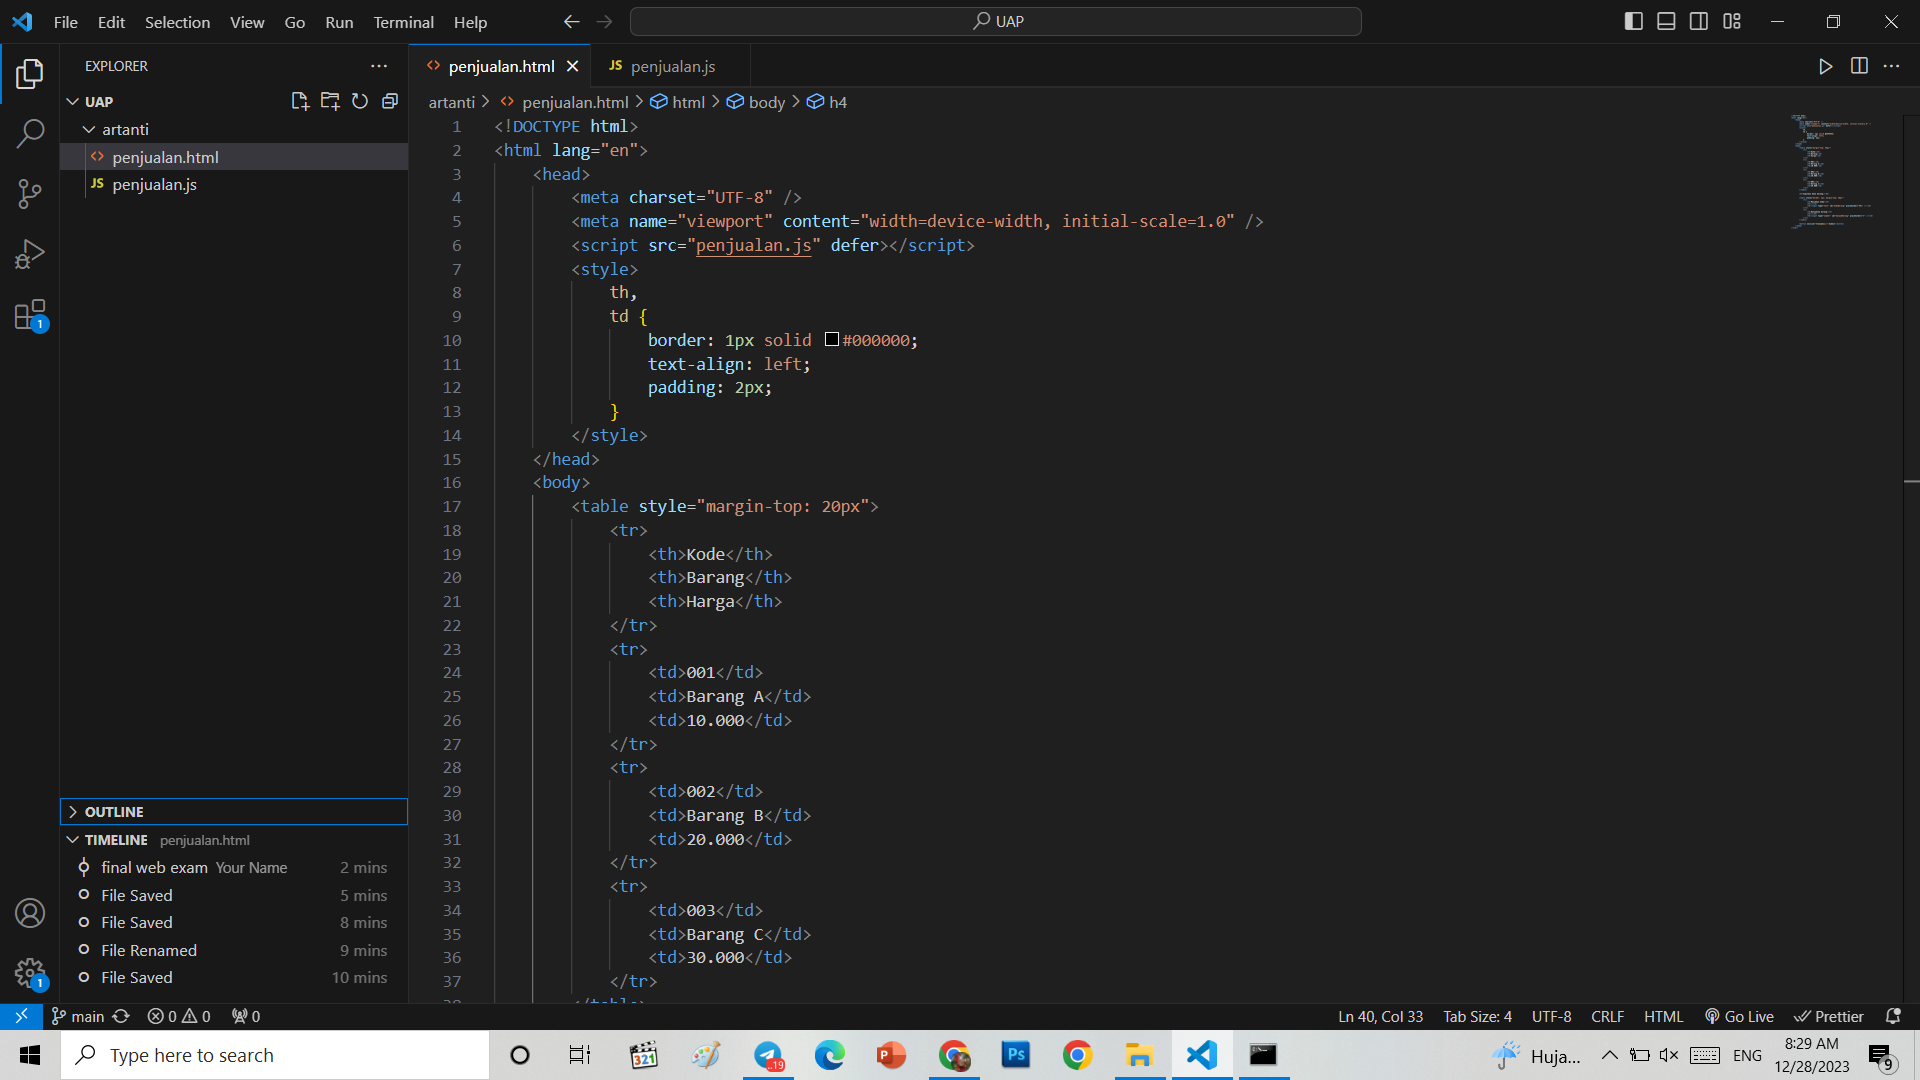 File Edit Selection View Go Run Terminal Help
UAP
EXPLORER
UAP
artanti
penjualan.html
JS penjualan.js
OUTLINE
TIMELINE penjualan.html
final web exam Your Name 2 mins
File Saved 5 mins
File Saved 8 mins
File Renamed 9 mins
File Saved 10 mins
penjualan.html
JS penjualan.js
artanti > penjualan.html > html > body > h4
1 <!DOCTYPE html>
2 <html lang="en">
3 <head>
4 <meta charset="UTF-8" />
5 <meta name="viewport" content="width=device-width, initial-scale=1.0" />
6 <script src="penjualan.js" defer></script>
7 <style>
8 th,
9 td {
10 border: 1px solid #000000;
11 text-align: left;
12 padding: 2px;
13 }
14 </style>
15 </head>
16 <body>
17 <table style="margin-top: 20px">
18 <tr>
19 <th>Kode</th>
20 <th>Barang</th>
21 <th>Harga</th>
22 </tr>
23 <tr>
24 <td>001</td>
25 <td>Barang A</td>
26 <td>10.000</td>
27 </tr>
28 <tr>
29 <td>002</td>
30 <td>Barang B</td>
31 <td>20.000</td>
32 </tr>
33 <tr>
34 <td>003</td>
35 <td>Barang C</td>
36 <td>30.000</td>
37 </tr>
38 </table>
1
1
main 0 0 0
Ln 40, Col 33 Tab Size: 4 UTF-8 CRLF HTML Go Live Prettier
Type here to search
321
..19
P
Ps
Huja...
ENG
8:29 AM
12/28/2023
9